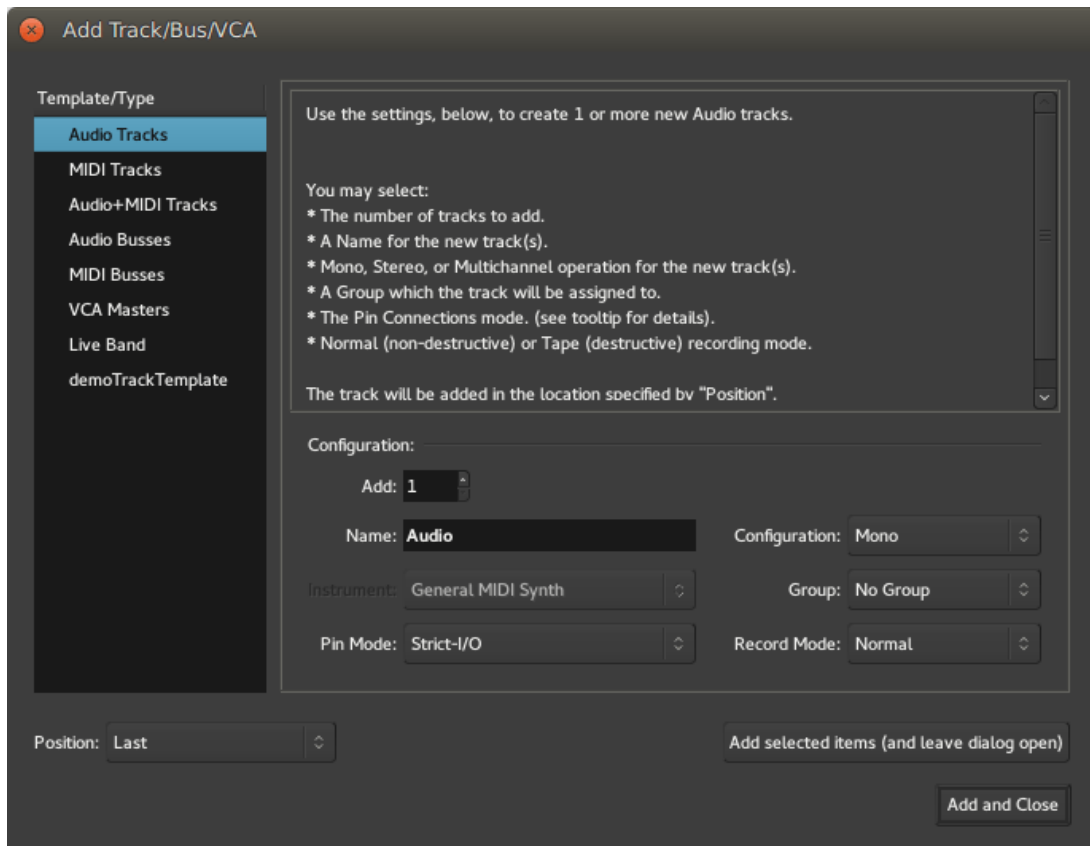 Add Track/Bus/VCA
Template/Type
Audio Tracks
MIDI Tracks
Audio+MIDI Tracks
Audio Busses
MIDI Busses
VCA Masters
Live Band
demoTrackTemplate
Use the settings, below, to create 1 or more new Audio tracks.
You may select:
* The number of tracks to add.
* A Name for the new track(s).
* Mono, Stereo, or Multichannel operation for the new track(s).
* A Group which the track will be assigned to.
* The Pin Connections mode. (see tooltip for details).
* Normal (non-destructive) or Tape (destructive) recording mode.
The track will be added in the location specified by "Position".
Configuration:
Add: 1
Name: Audio Configuration: Mono
Instrument: General MIDI Synth Group: No Group
Pin Mode: Strict-I/O Record Mode: Normal
Position: Last Add selected items (and leave dialog open)
Add and Close